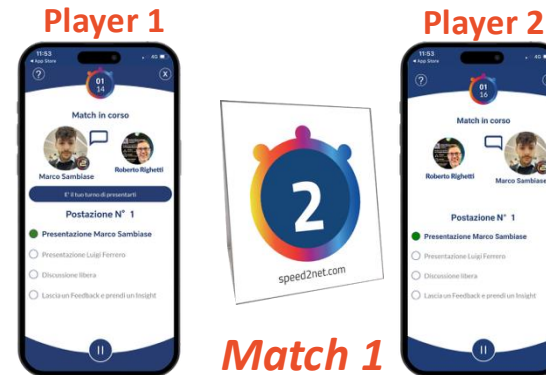 Player 1
Player 2
11:53
App Store
4G
?
01
14
X
Match in corso
Marco Sambiase
Roberto Righetti
E' il tuo turno di presentarti
Postazione N° 1
Presentazione Marco Sambiase
Presentazione Luigi Ferrero
Discussione libera
Lascia un Feedback e prendi un Insight
2
speed2net.com
Match 1
11:53
App Store
4G
?
01
16
Match in corso
Roberto Righetti
Marco Sambiase
Postazione N° 1
Presentazione Marco Sambiase
Presentazione Luigi Ferrero
Discussione libera
Lascia un Feedback e prendi un Insight